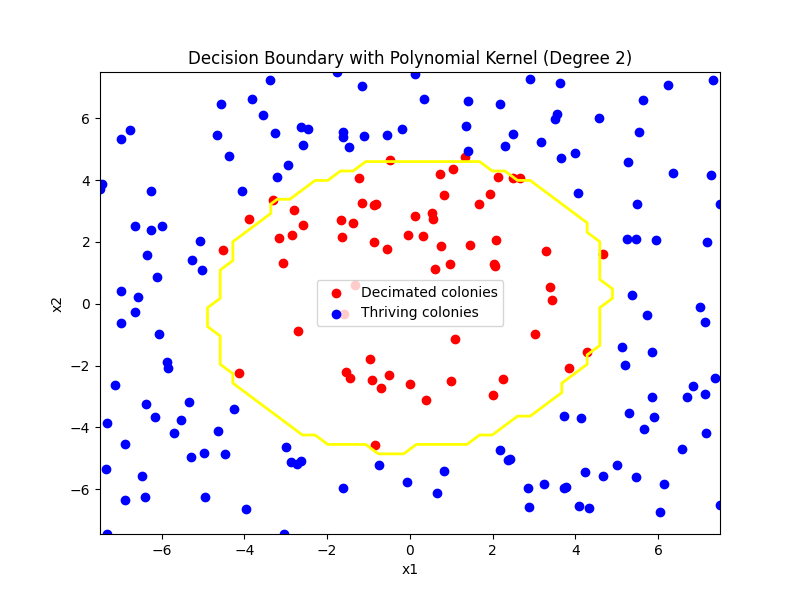 Decision Boundary with Polynomial Kernel (Degree 2)
6
4
2
0
−2
−4
−6
x2
Decimated colonies
Thriving colonies
−6 −4 −2 0 2 4 6
x1